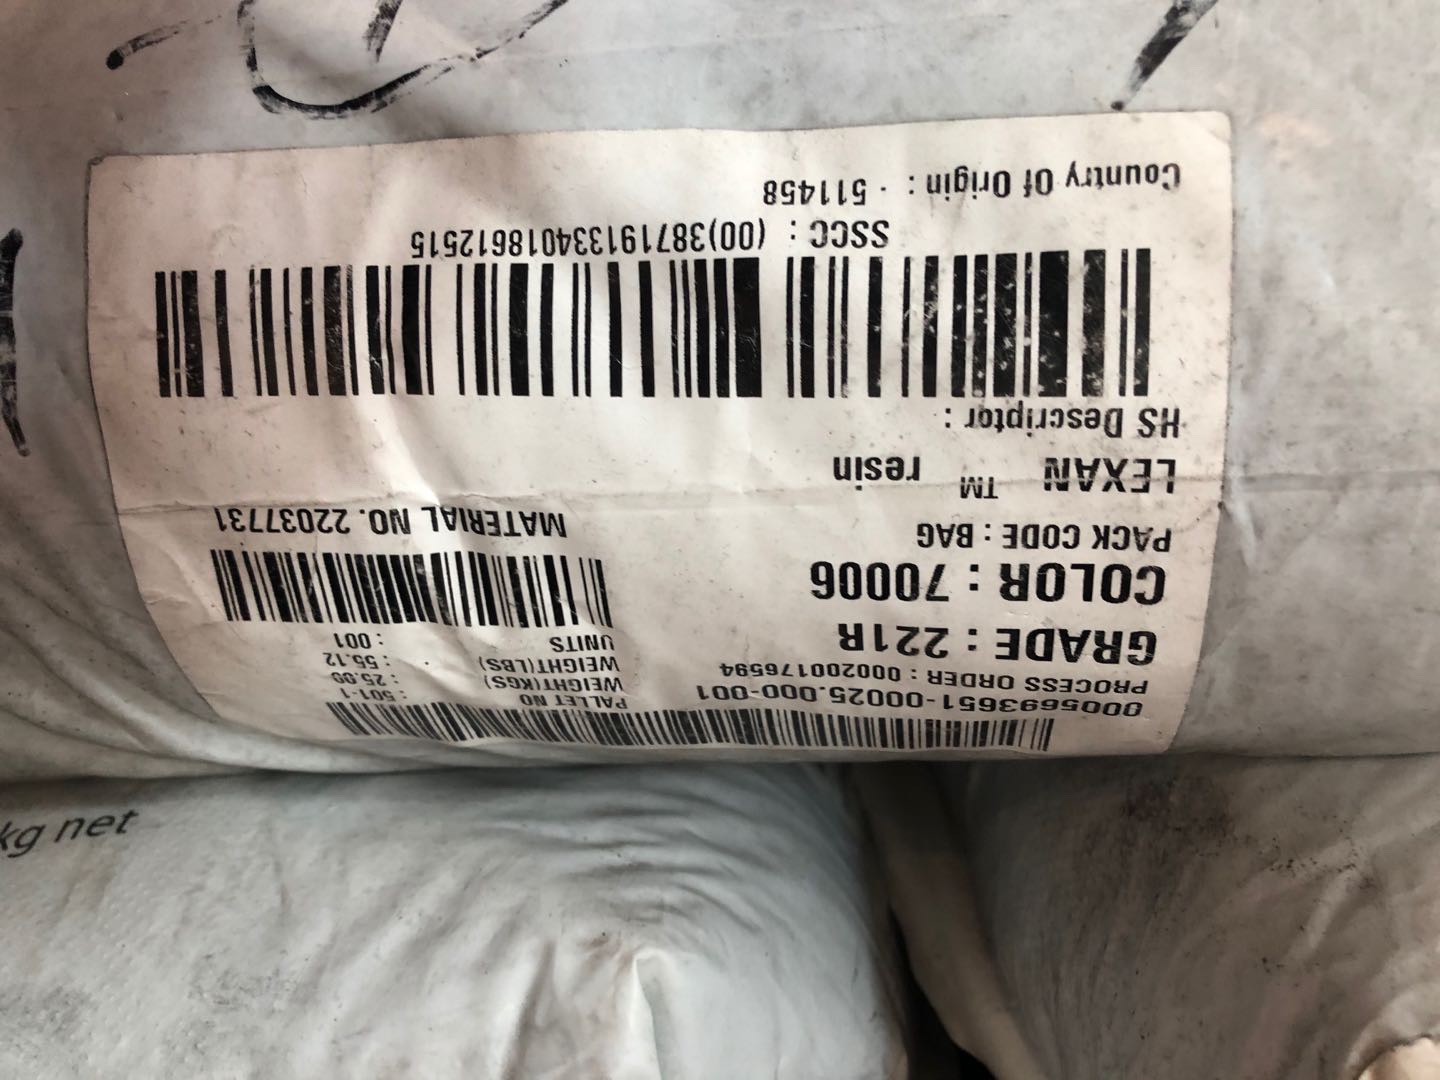 0005693651-00025.000-001
PROCESS ORDER : 000200176594
GRADE : 221R
COLOR : 70006
PACK CODE : BAG
LEXAN TM resin
HS Descriptor :
PALLET NO : 501-1
WEIGHT(KGS) : 25.00
WEIGHT(LBS) : 55.12
UNITS : 001
MATERIAL NO. 22037731
SSCC : (00)387191334018612515
Country Of Origin : 511458
kg net